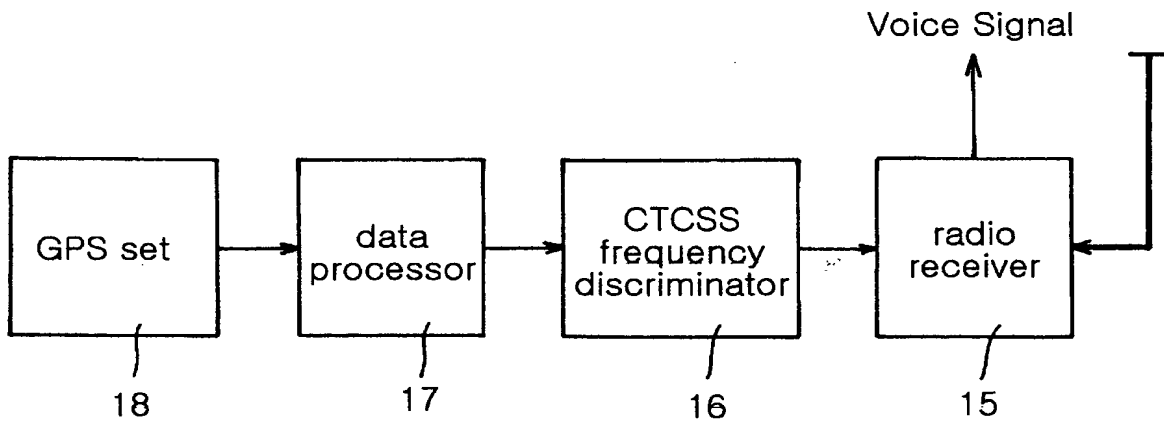 Voice Signal
GPS set
data
processor
CTCSS
frequency
discriminator
radio
receiver
18
17
16
15